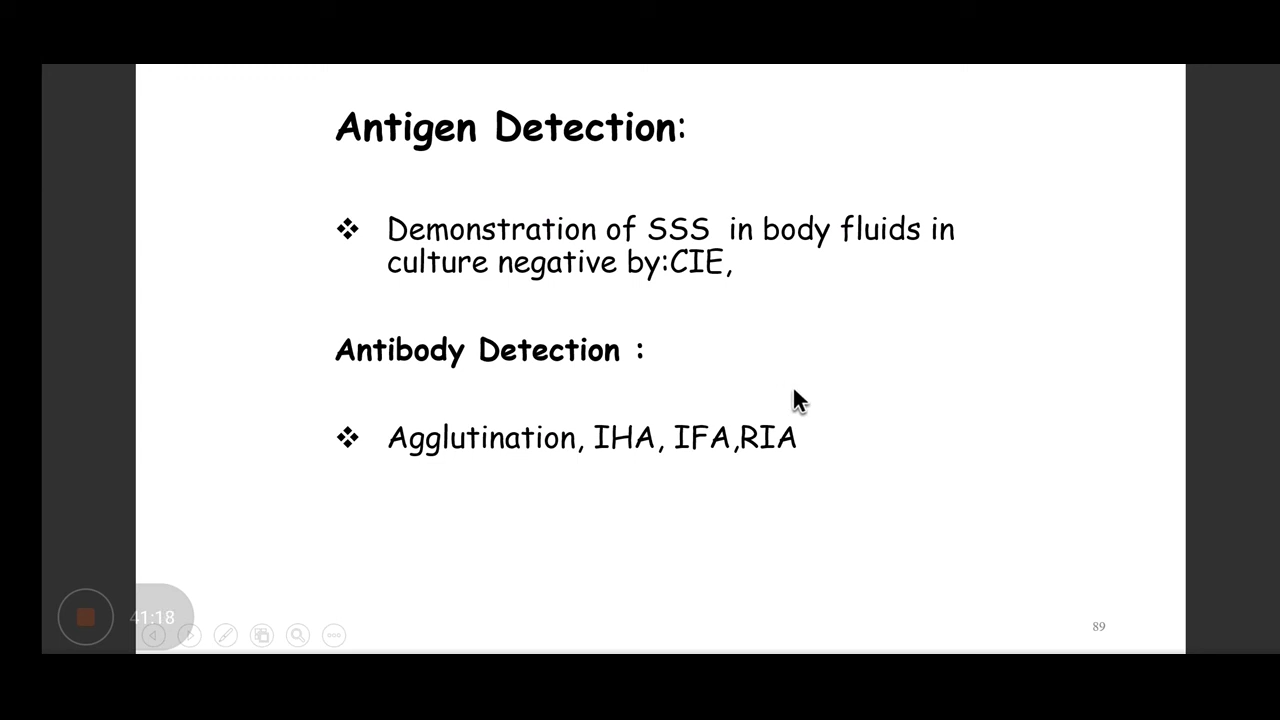 Antigen Detection:
❖ Demonstration of SSS in body fluids in
culture negative by:CIE,
Antibody Detection :
❖ Agglutination, IHA, IFA,RIA
41:18
89